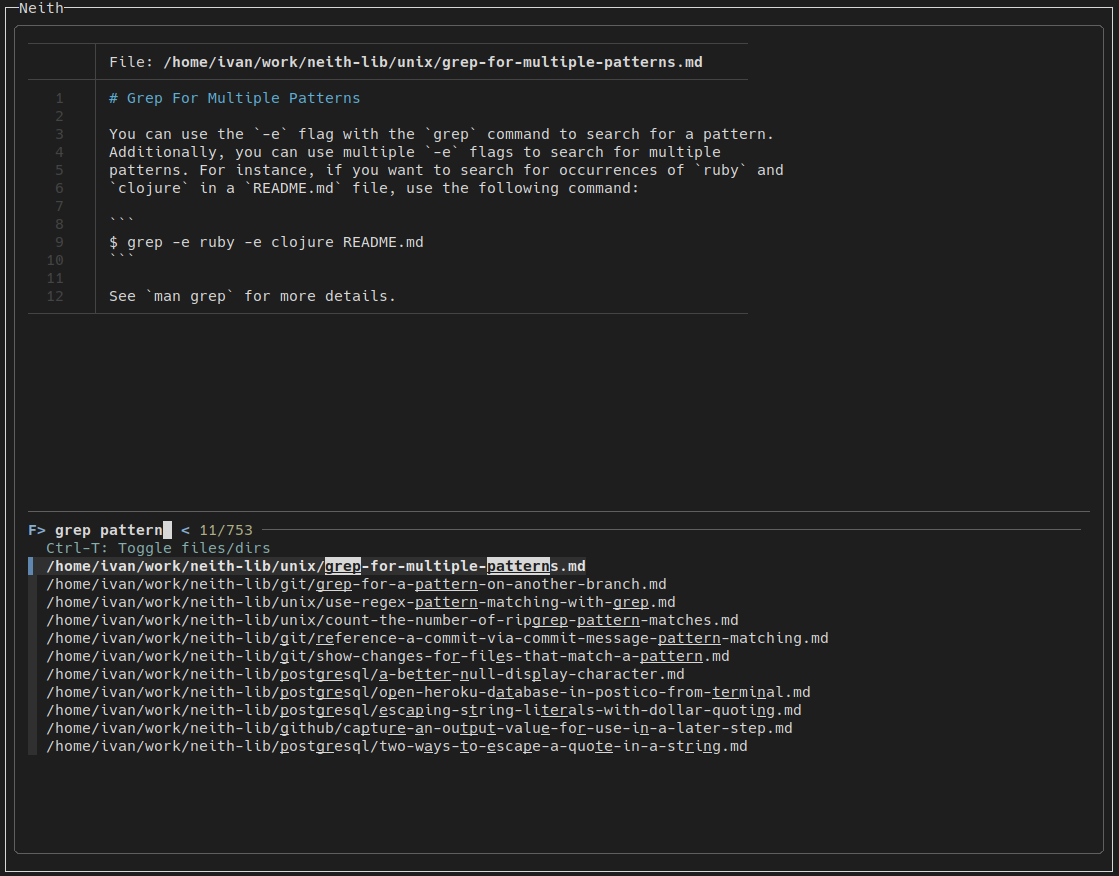 Neith
File: /home/ivan/work/neith-lib/unix/grep-for-multiple-patterns.md
1 # Grep For Multiple Patterns
2
3 You can use the `-e` flag with the `grep` command to search for a pattern.
4 Additionally, you can use multiple `-e` flags to search for multiple
5 patterns. For instance, if you want to search for occurrences of `ruby` and
6 `clojure` in a `README.md` file, use the following command:
7
8 ```
9 $ grep -e ruby -e clojure README.md
10 ```
11
12 See `man grep` for more details.
F> grep pattern < 11/753
Ctrl-T: Toggle files/dirs
/home/ivan/work/neith-lib/unix/grep-for-multiple-patterns.md
/home/ivan/work/neith-lib/git/grep-for-a-pattern-on-another-branch.md
/home/ivan/work/neith-lib/unix/use-regex-pattern-matching-with-grep.md
/home/ivan/work/neith-lib/unix/count-the-number-of-ripgrep-pattern-matches.md
/home/ivan/work/neith-lib/git/reference-a-commit-via-commit-message-pattern-matching.md
/home/ivan/work/neith-lib/git/show-changes-for-files-that-match-a-pattern.md
/home/ivan/work/neith-lib/postgresql/a-better-null-display-character.md
/home/ivan/work/neith-lib/postgresql/open-heroku-database-in-postico-from-terminal.md
/home/ivan/work/neith-lib/postgresql/escaping-string-literals-with-dollar-quoting.md
/home/ivan/work/neith-lib/github/capture-an-output-value-for-use-in-a-later-step.md
/home/ivan/work/neith-lib/postgresql/two-ways-to-escape-a-quote-in-a-string.md